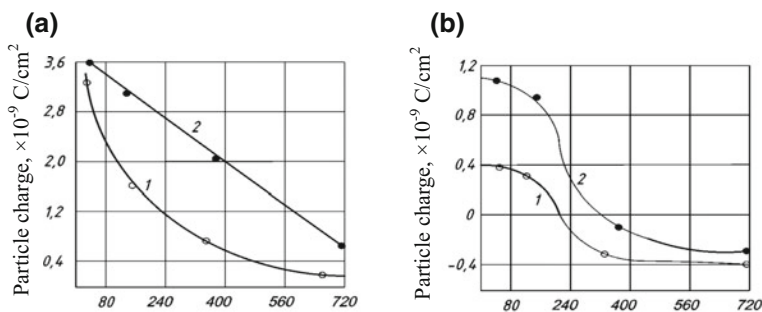 (a)
Particle charge, ×10⁻⁹ C/cm²
3,6
2,8
2,0
1,2
0,4
2
1
80 240 400 560 720
(b)
Particle charge, ×10⁻⁹ C/cm²
1,2
0,8
0,4
0
−0,4
2
1
80 240 400 560 720